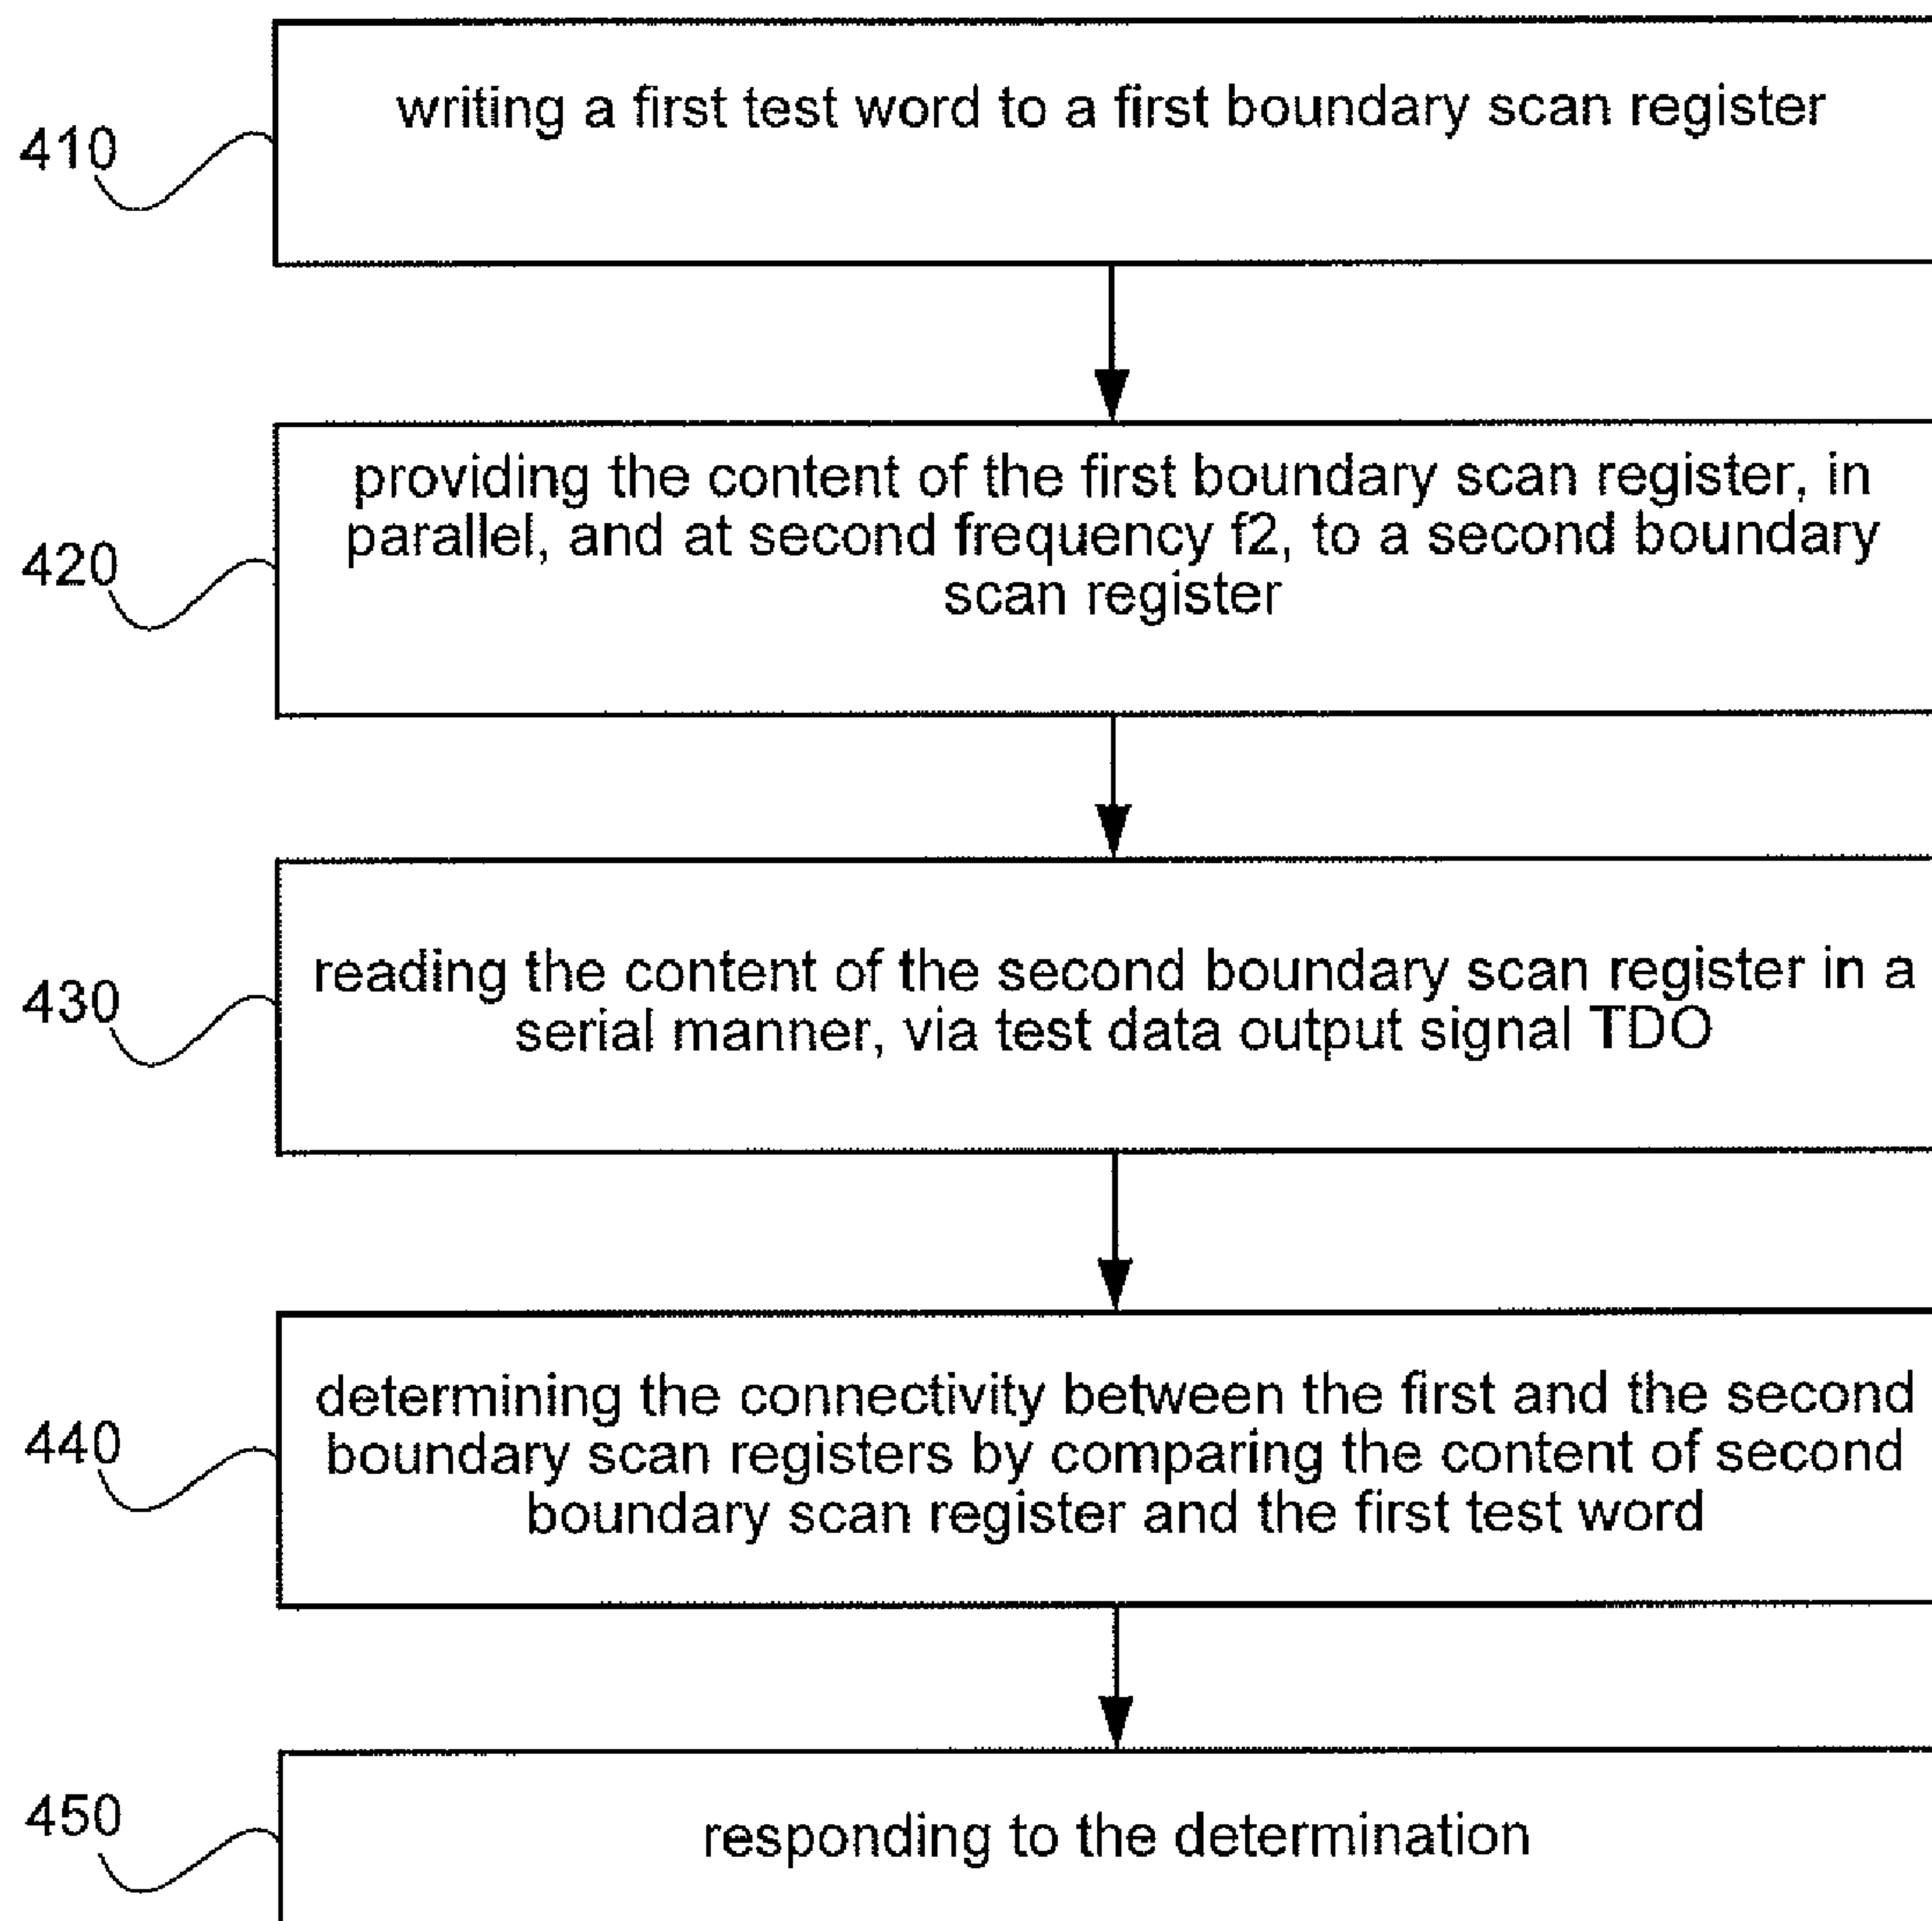 410
writing a first test word to a first boundary scan register
420
providing the content of the first boundary scan register, in
parallel, and at second frequency f2, to a second boundary
scan register
430
reading the content of the second boundary scan register in a
serial manner, via test data output signal TDO
440
determining the connectivity between the first and the second
boundary scan registers by comparing the content of second
boundary scan register and the first test word
450
responding to the determination